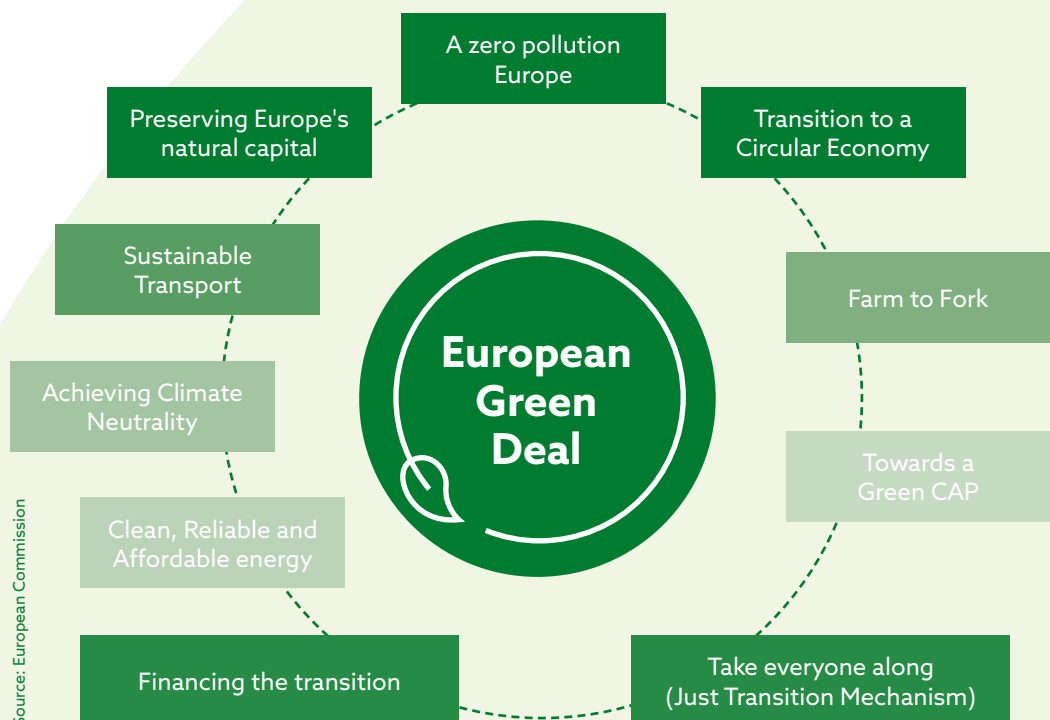 A zero pollution
Europe
Preserving Europe's
natural capital
Transition to a
Circular Economy
Sustainable
Transport
Farm to Fork
European
Green
Deal
Achieving Climate
Neutrality
Towards a
Green CAP
Clean, Reliable and
Affordable energy
Financing the transition
Take everyone along
(Just Transition Mechanism)
Source: European Commission